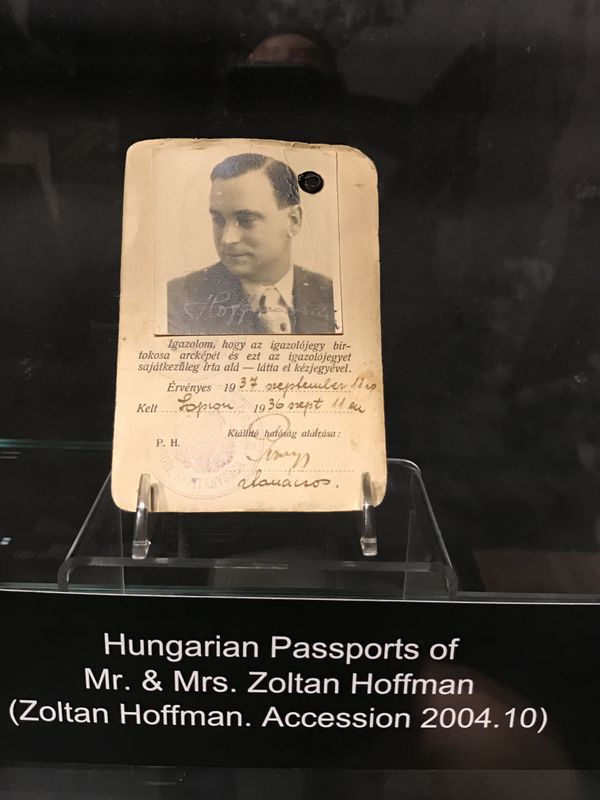 Igazolom, hogy az igazolójegy bir-
tokosa arcképét és ezt az igazolójegyet
sajátkezűleg írta alá — látta el kézjegyével.
Érvényes 1937 szeptember 11 ig
Kelt Sopron 1936 szept 11 én
Kiállító hatóság aláírása:
P. H.
tanácsos.
Hungarian Passports of
Mr. & Mrs. Zoltan Hoffman
(Zoltan Hoffman. Accession 2004.10)